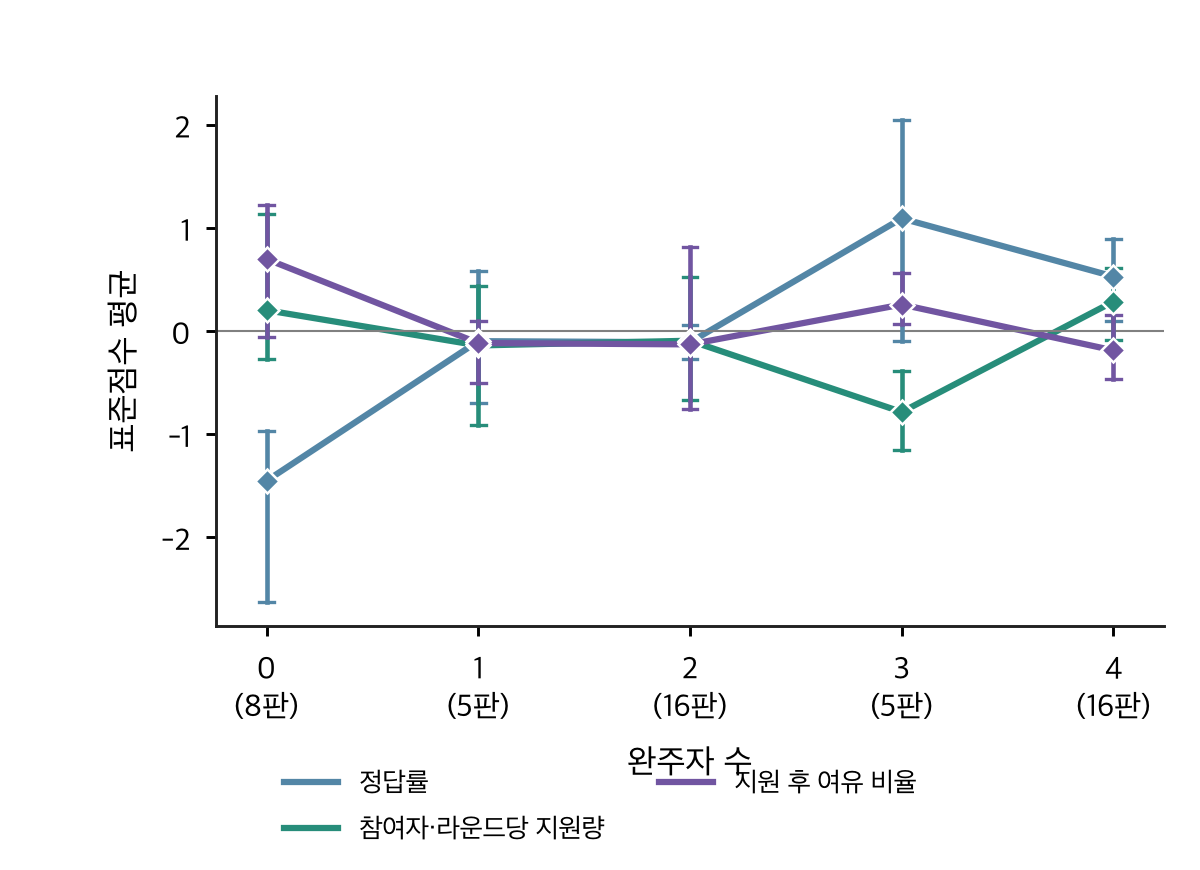 2
1
0
-1
-2
표준점수 평균
0 1 2 3 4
(8판) (5판) (16판) (5판) (16판)
완주자 수
정답률 지원 후 여유 비율
참여자·라운드당 지원량